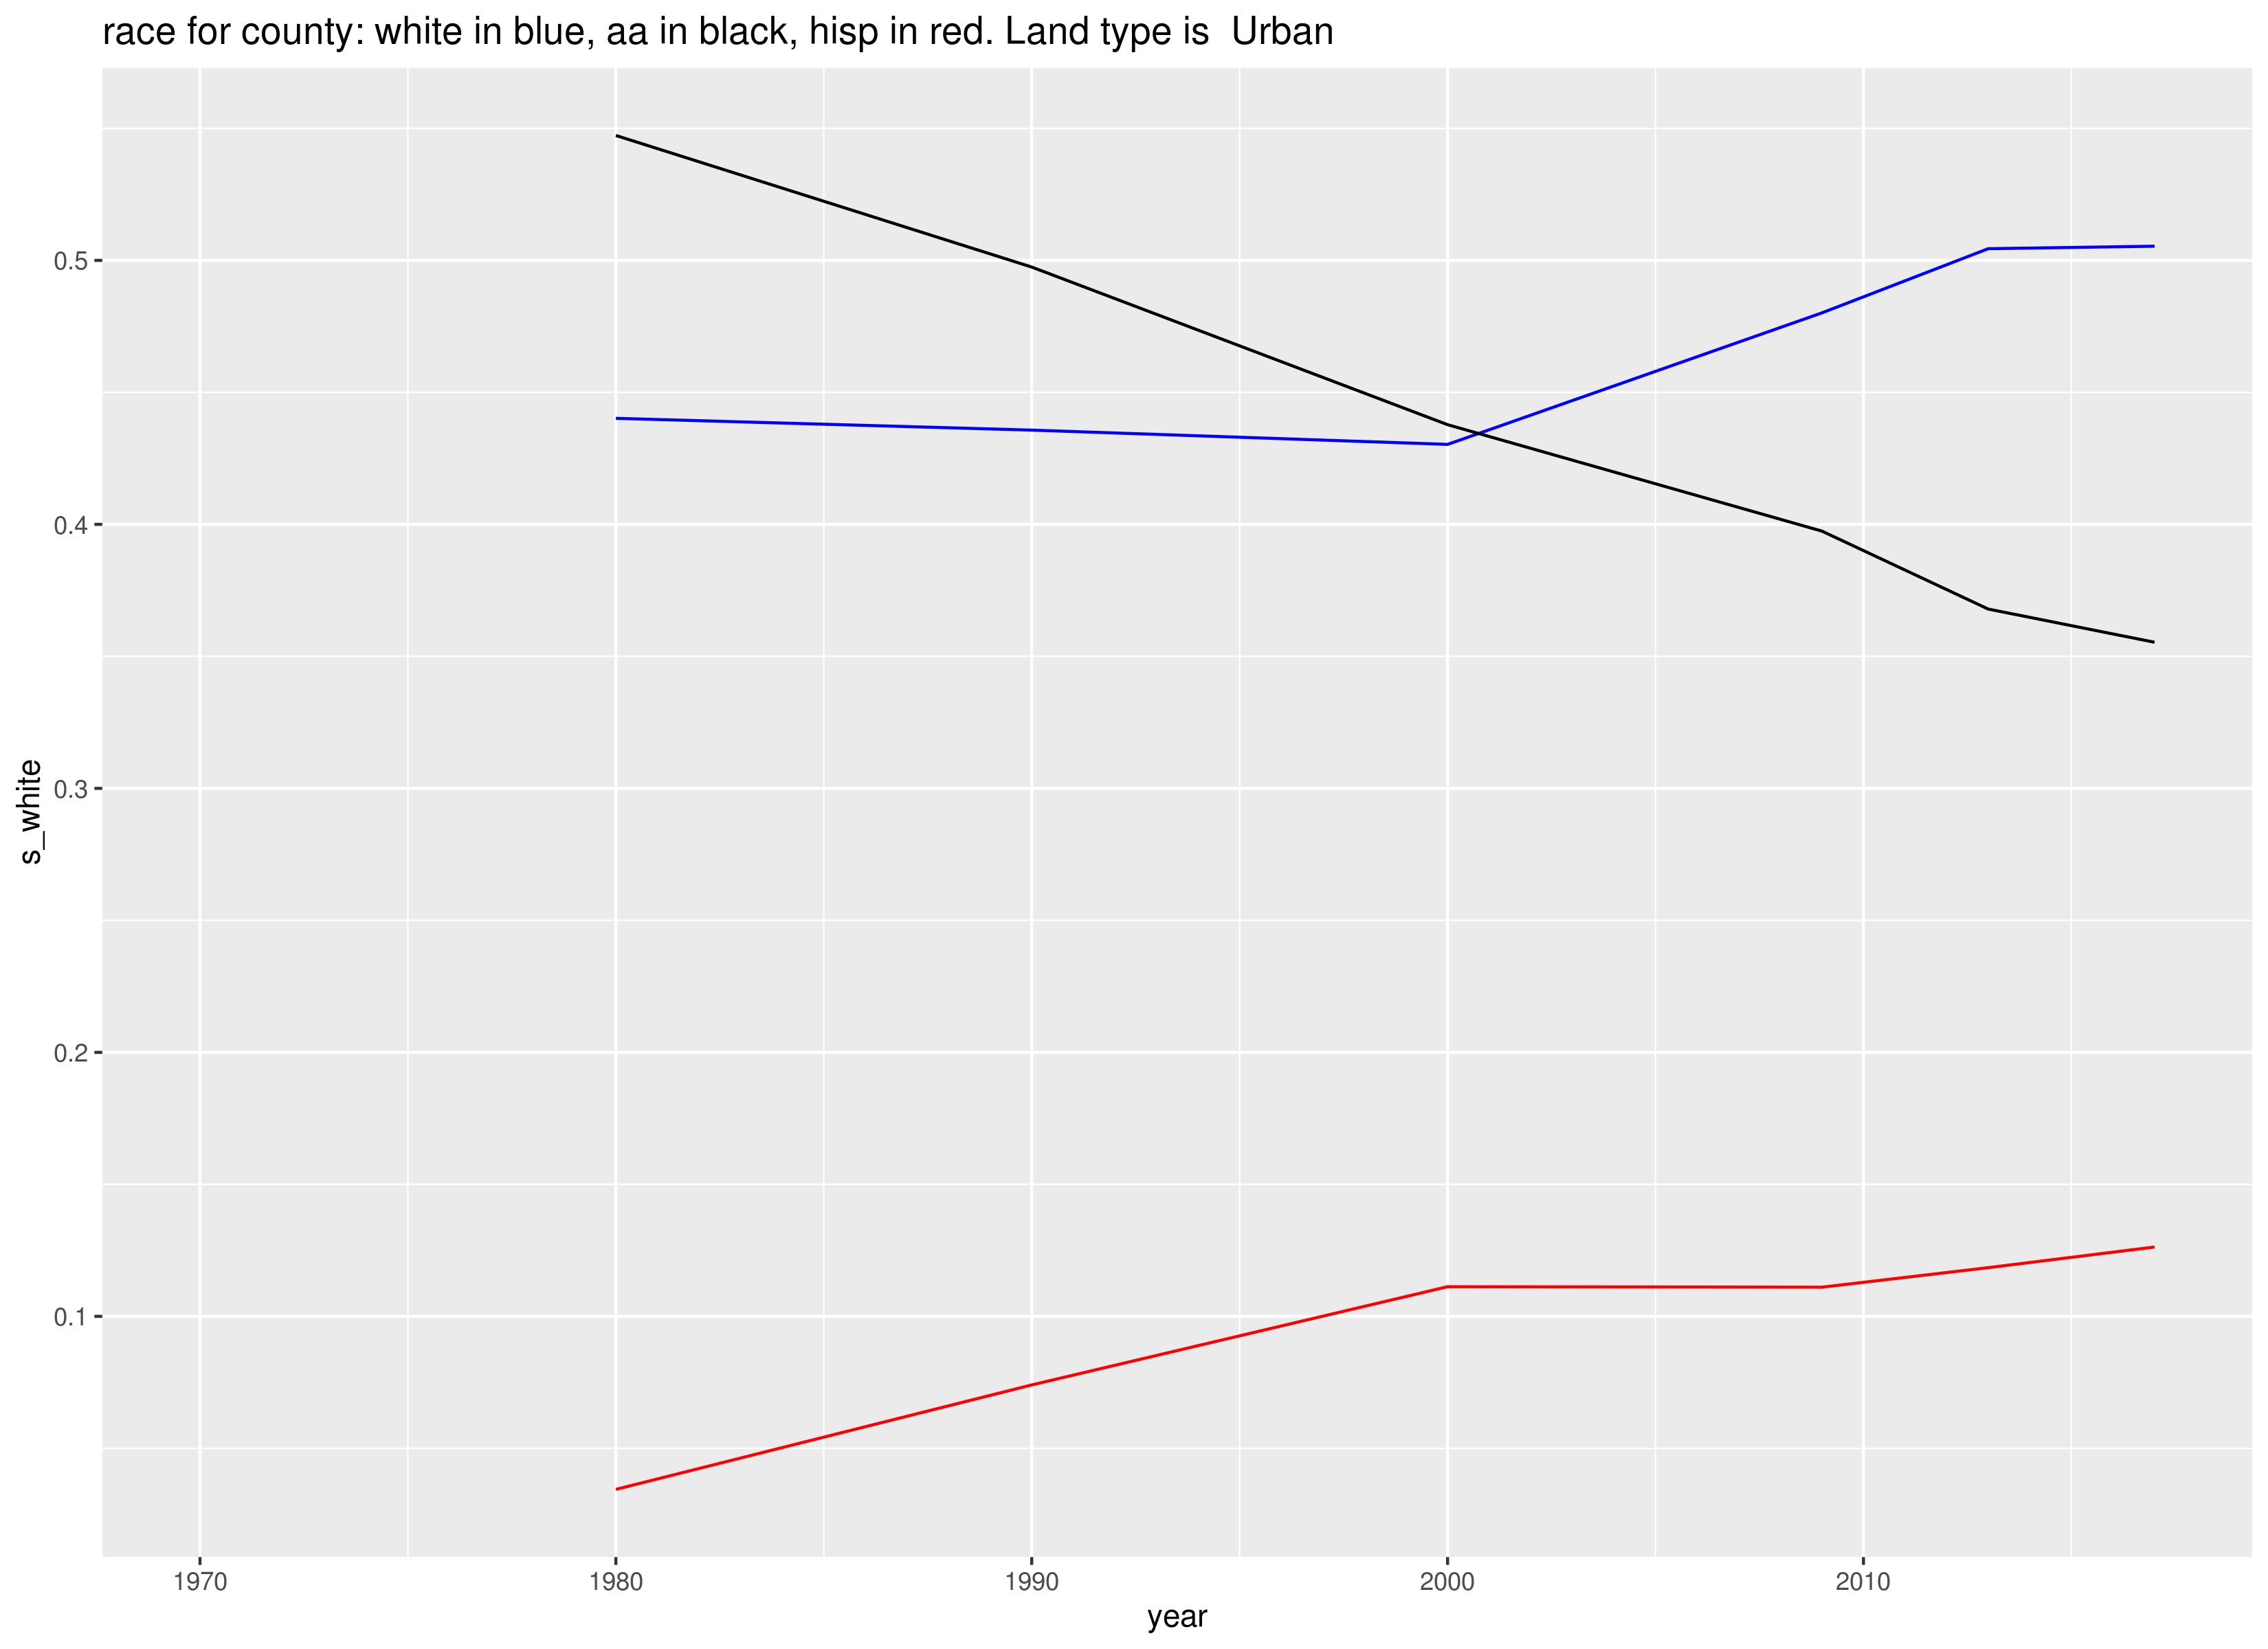 race for county: white in blue, aa in black, hisp in red. Land type is  Urban
s_white
0.5
0.4
0.3
0.2
0.1
1970 1980 1990 2000 2010
year